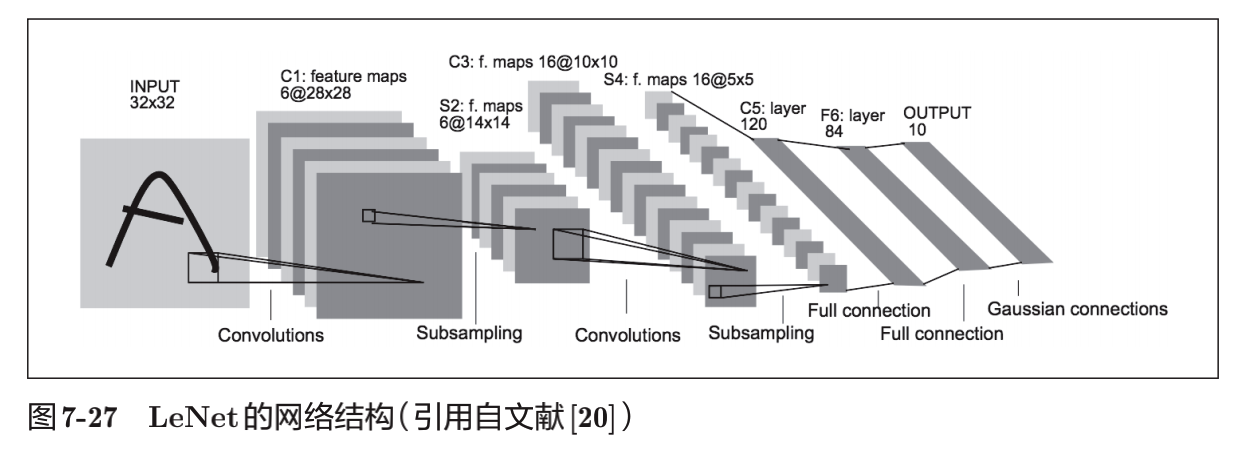 INPUT
32x32
C1: feature maps
6@28x28
S2: f. maps
6@14x14
C3: f. maps 16@10x10
S4: f. maps 16@5x5
C5: layer
120
F6: layer
84
OUTPUT
10
Convolutions
Subsampling
Convolutions
Subsampling
Full connection
Full connection
Gaussian connections
图7-27 LeNet的网络结构（引用自文献[20]）